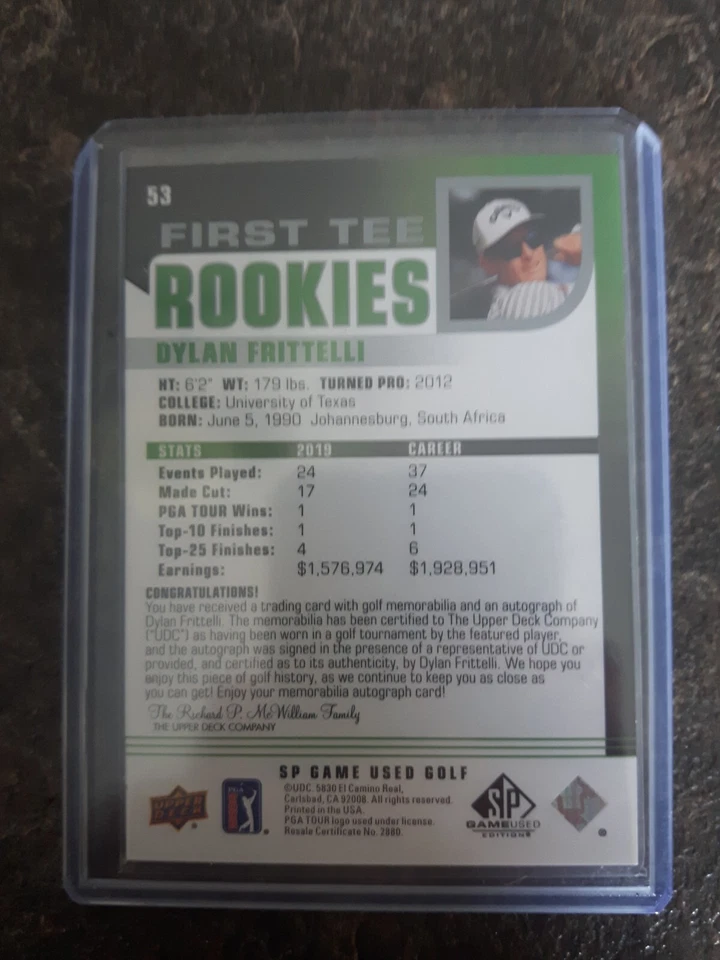 53
FIRST TEE
ROOKIES
DYLAN FRITTELLI
HT: 6'2" WT: 179 lbs. TURNED PRO: 2012
COLLEGE: University of Texas
BORN: June 5, 1990 Johannesburg, South Africa
STATS 2019 CAREER
Events Played: 24 37
Made Cut: 17 24
PGA TOUR Wins: 1 1
Top-10 Finishes: 1 1
Top-25 Finishes: 4 6
Earnings: $1,576,974 $1,928,951
CONGRATULATIONS!
You have received a trading card with golf memorabilia and an autograph of
Dylan Frittelli. The memorabilia has been certified to The Upper Deck Company
("UDC") as having been worn in a golf tournament by the featured player,
and the autograph was signed in the presence of a representative of UDC or
provided, and certified as to its authenticity, by Dylan Frittelli. We hope you
enjoy this piece of golf history, as we continue to keep you as close as
you can get! Enjoy your memorabilia autograph card!
The Richard P. McWilliam Family
THE UPPER DECK COMPANY
SP GAME USED GOLF
©UDC. 5830 El Camino Real,
Carlsbad, CA 92008. All rights reserved.
Printed in the USA.
PGA TOUR logo used under license.
Resale Certificate No. 2880.
UPPER DECK
SP
GAMEUSED
EDITION